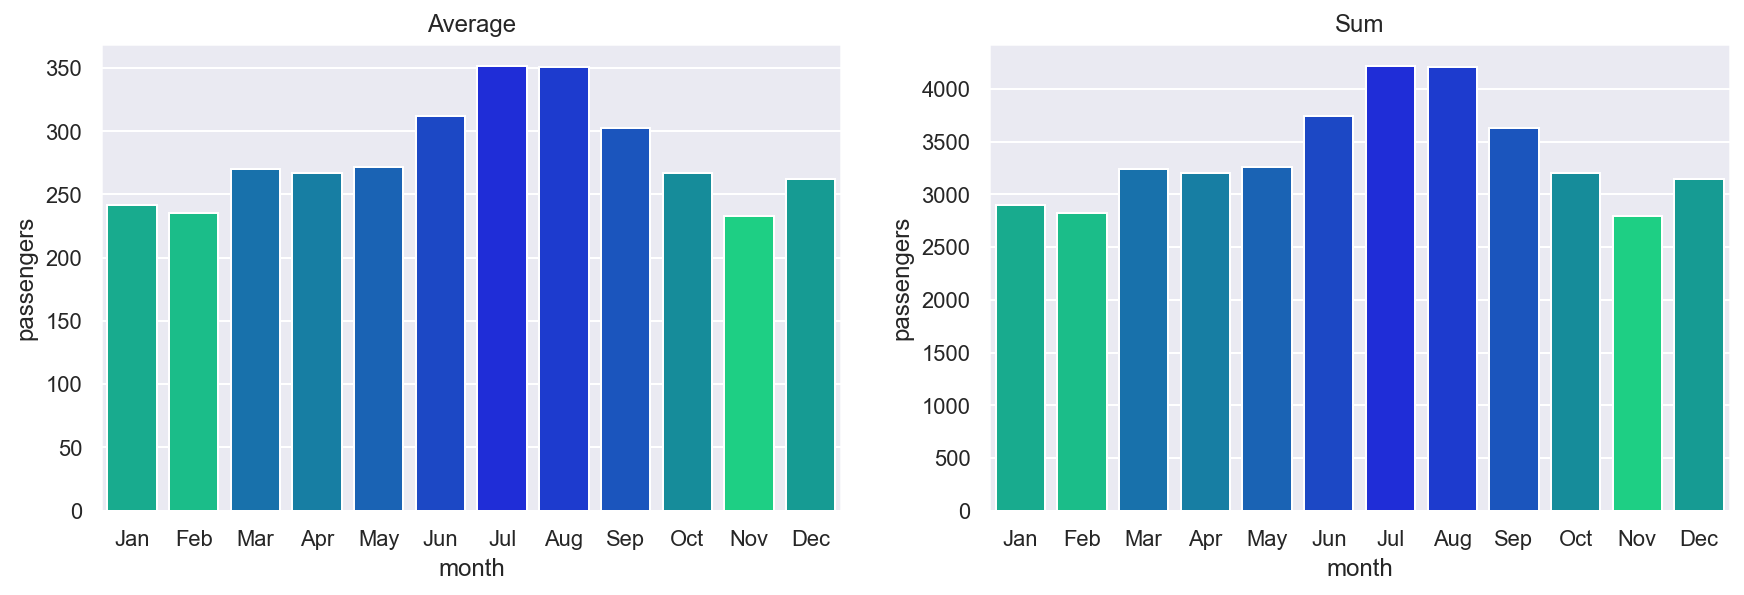 Average
350
300
250
200
150
100
50
0
passengers
Jan Feb Mar Apr May Jun Jul Aug Sep Oct Nov Dec
month
Sum
4000
3500
3000
2500
2000
1500
1000
500
0
passengers
Jan Feb Mar Apr May Jun Jul Aug Sep Oct Nov Dec
month